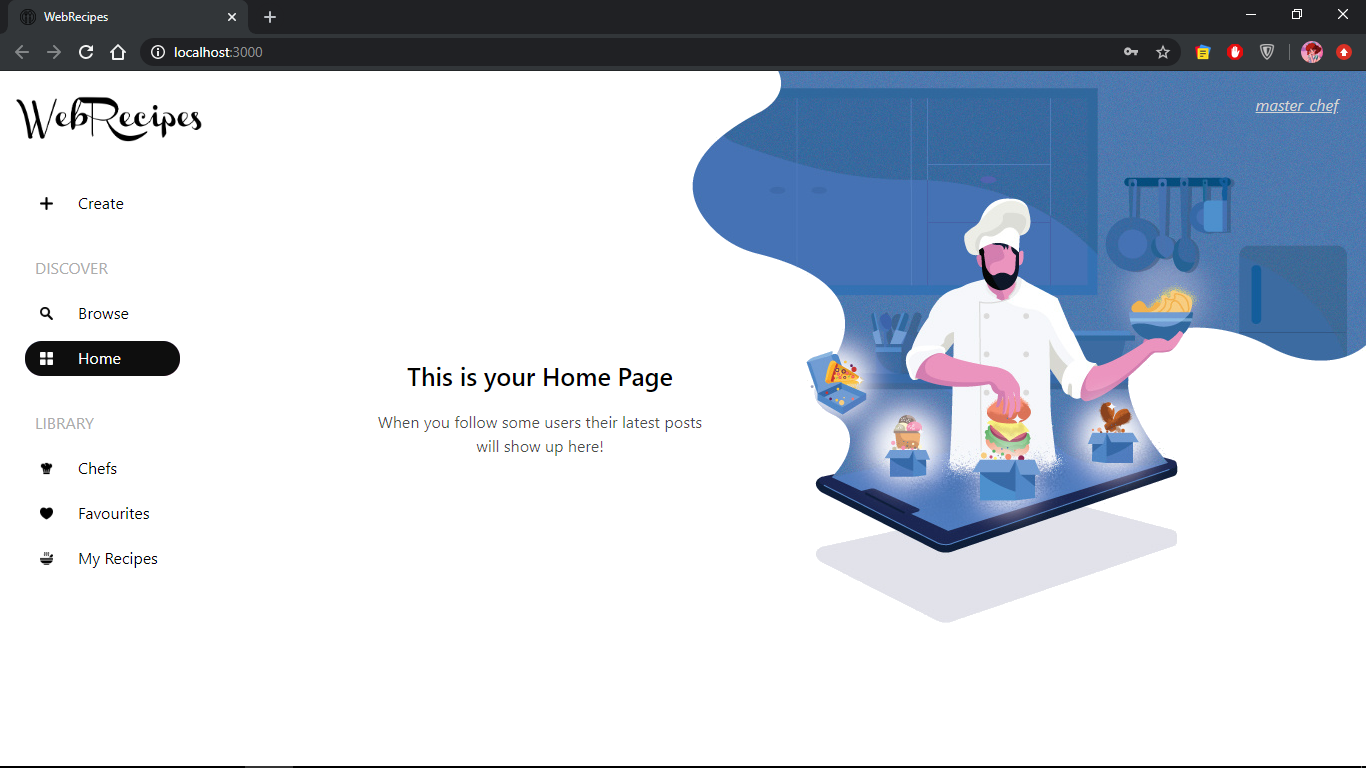 WebRecipes
localhost:3000
WebRecipes
master_chef
Create
DISCOVER
Browse
Home
LIBRARY
Chefs
Favourites
My Recipes
This is your Home Page
When you follow some users their latest posts
will show up here!